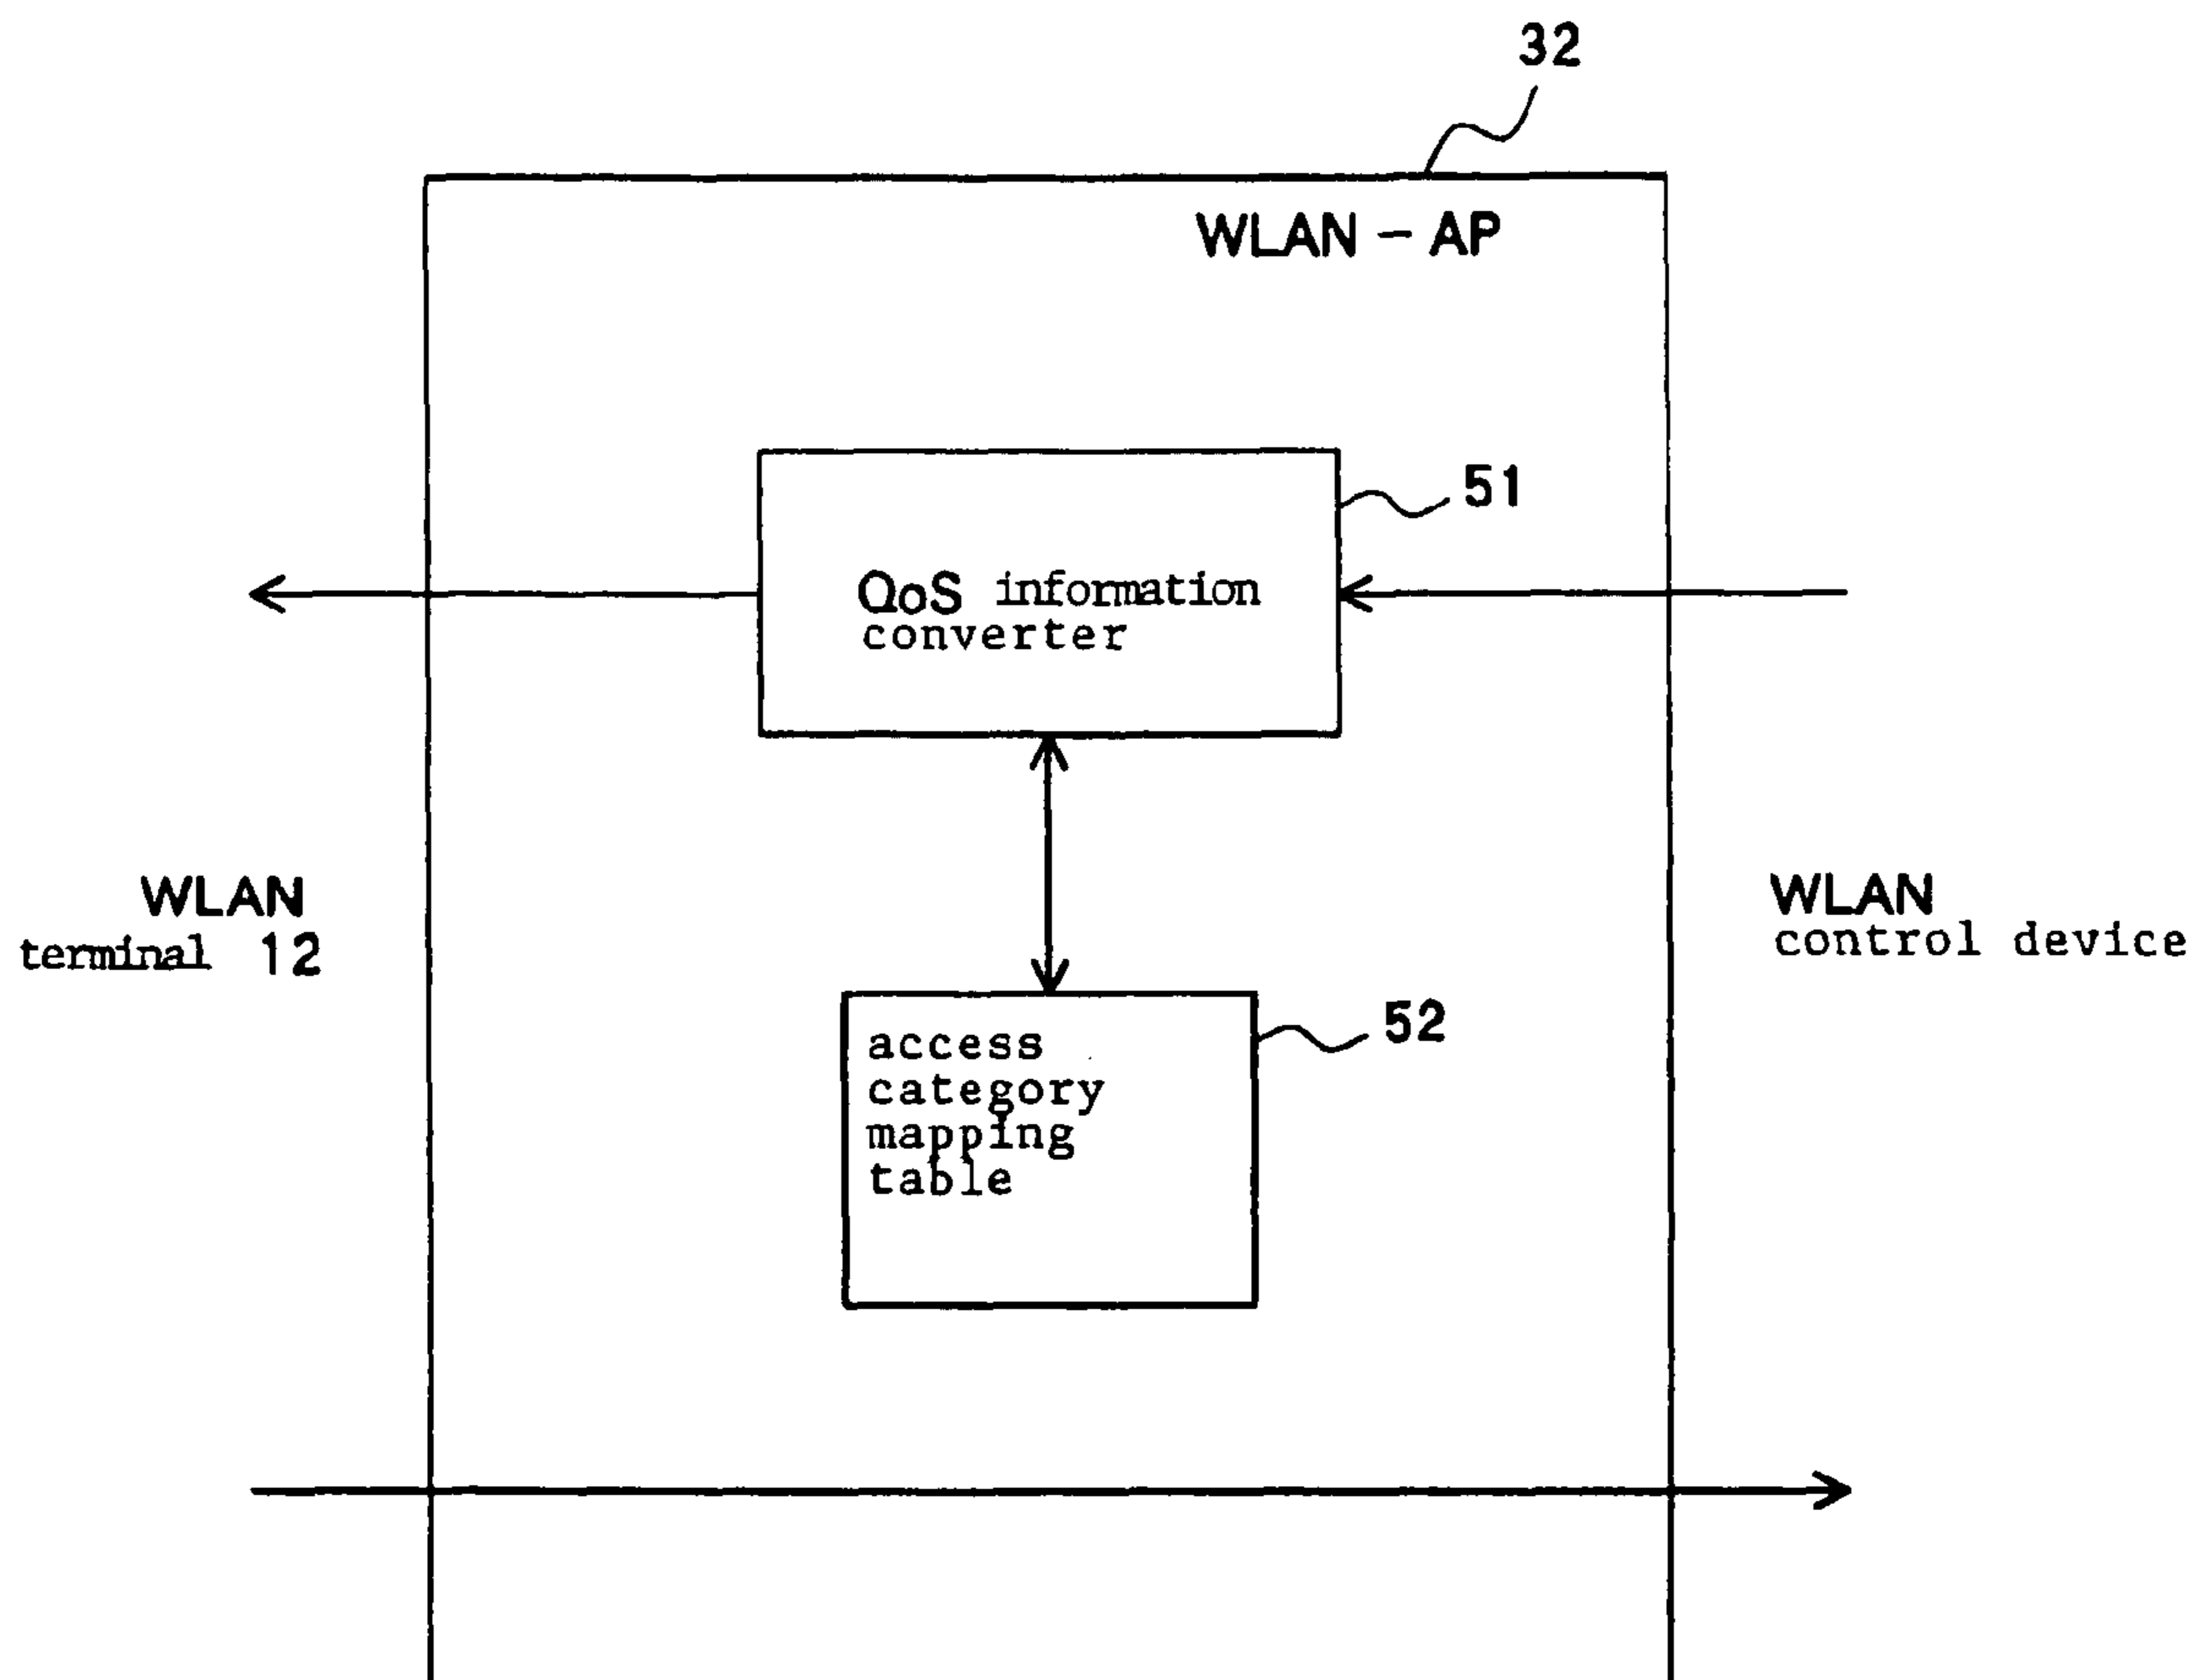 32
WLAN – AP
51
QoS information
converter
WLAN
terminal 12
WLAN
control device
52
access
category
mapping
table